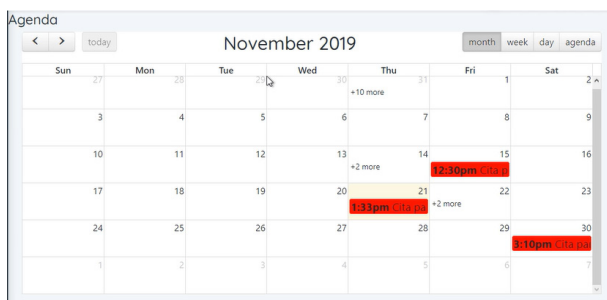 Agenda
< > today November 2019 month week day agenda
Sun Mon Tue Wed Thu Fri Sat
27 28 29 30 31 1 2
+10 more
3 4 5 6 7 8 9
10 11 12 13 14 15 16
+2 more 12:30pm Cita p
17 18 19 20 21 22 23
1:33pm Cita pa +2 more
24 25 26 27 28 29 30
3:10pm Cita pa
1 2 3 4 5 6 7